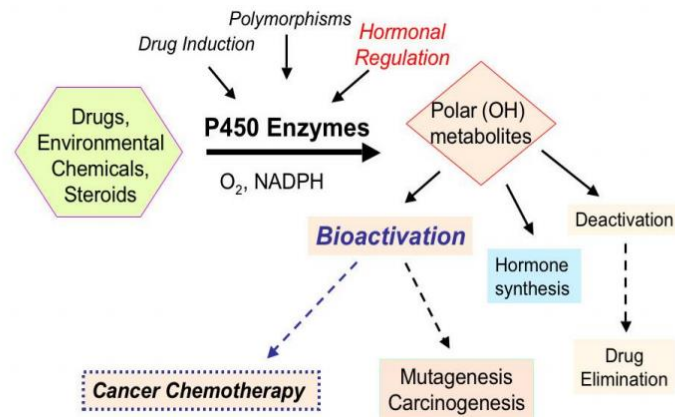 Polymorphisms
Drug Induction
Hormonal
Regulation
Drugs,
Environmental
Chemicals,
Steroids
P450 Enzymes
O₂, NADPH
Polar (OH)
metabolites
Bioactivation
Hormone
synthesis
Deactivation
Cancer Chemotherapy
Mutagenesis
Carcinogenesis
Drug
Elimination